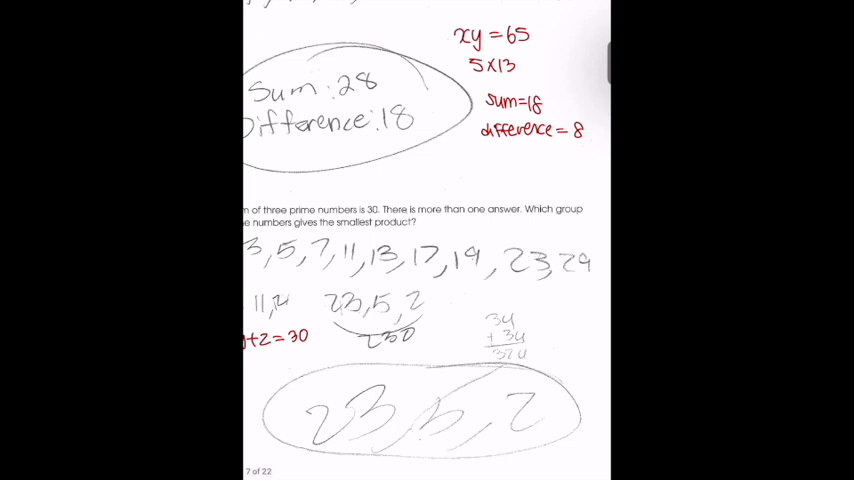 xy = 65
5x13
Sum: 28
Difference: 18
sum=18
difference = 8
m of three prime numbers is 30. There is more than one answer. Which group
e numbers gives the smallest product?
3, 5, 7, 11, 13, 17, 19, 23, 29
11, 23, 5, 2
y+2=30 230
34
+ 34
374
23, 5, 2
7 of 22